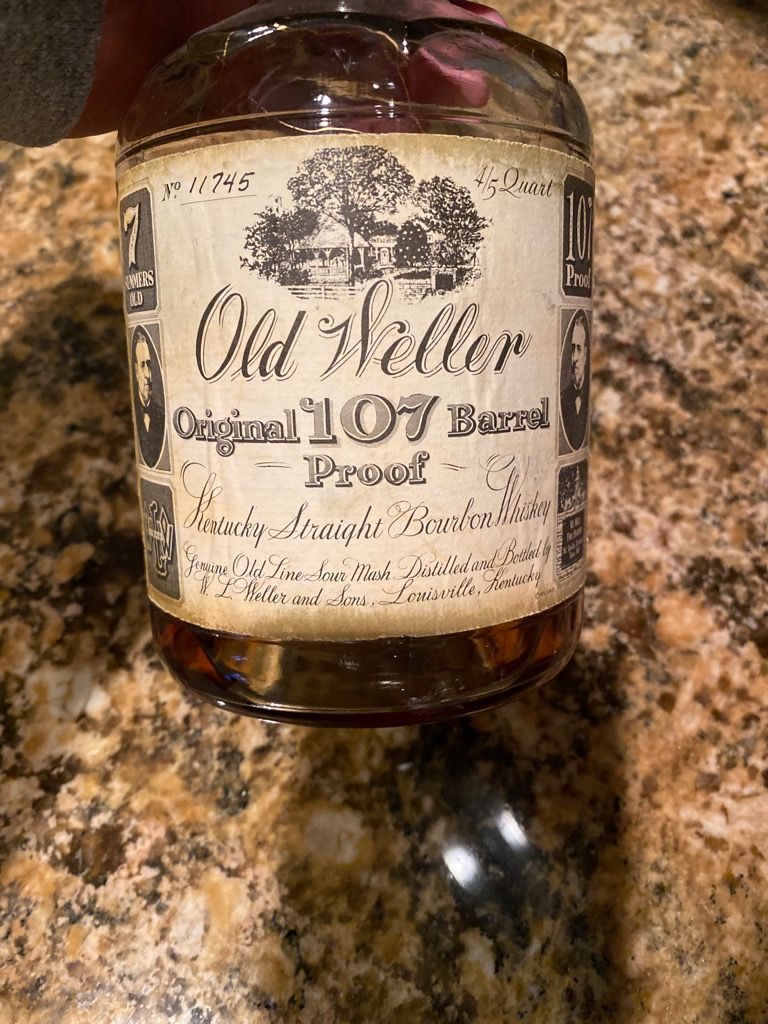 Nº 11745
4/5 Quart
7
SUMMERS
OLD
107
Proof
Old Weller
Original 107 Barrel
Proof
Kentucky Straight Bourbon Whiskey
Genuine Old Line Sour Mash Distilled and Bottled by
W. L. Weller and Sons, Louisville, Kentucky